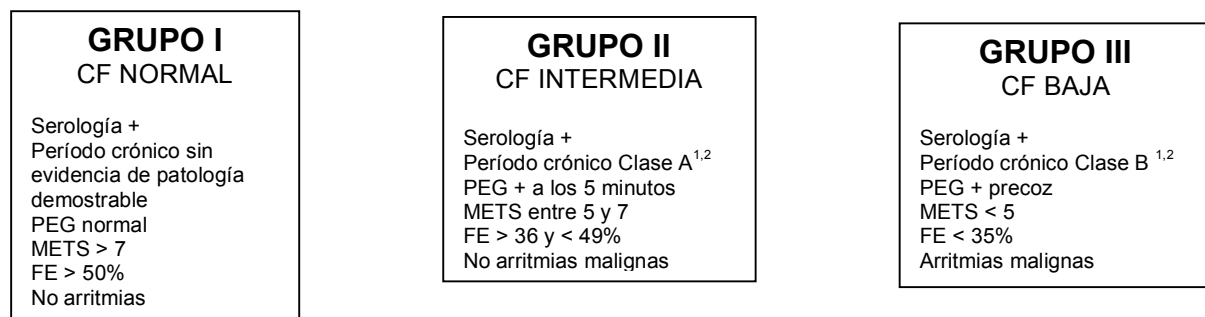 GRUPO I
CF NORMAL
Serología +
Período crónico sin
evidencia de patología
demostrable
PEG normal
METS > 7
FE > 50%
No arritmias
GRUPO II
CF INTERMEDIA
Serología +
Período crónico Clase A1,2
PEG + a los 5 minutos
METS entre 5 y 7
FE > 36 y < 49%
No arritmias malignas
GRUPO III
CF BAJA
Serología +
Período crónico Clase B 1,2
PEG + precoz
METS < 5
FE < 35%
Arritmias malignas